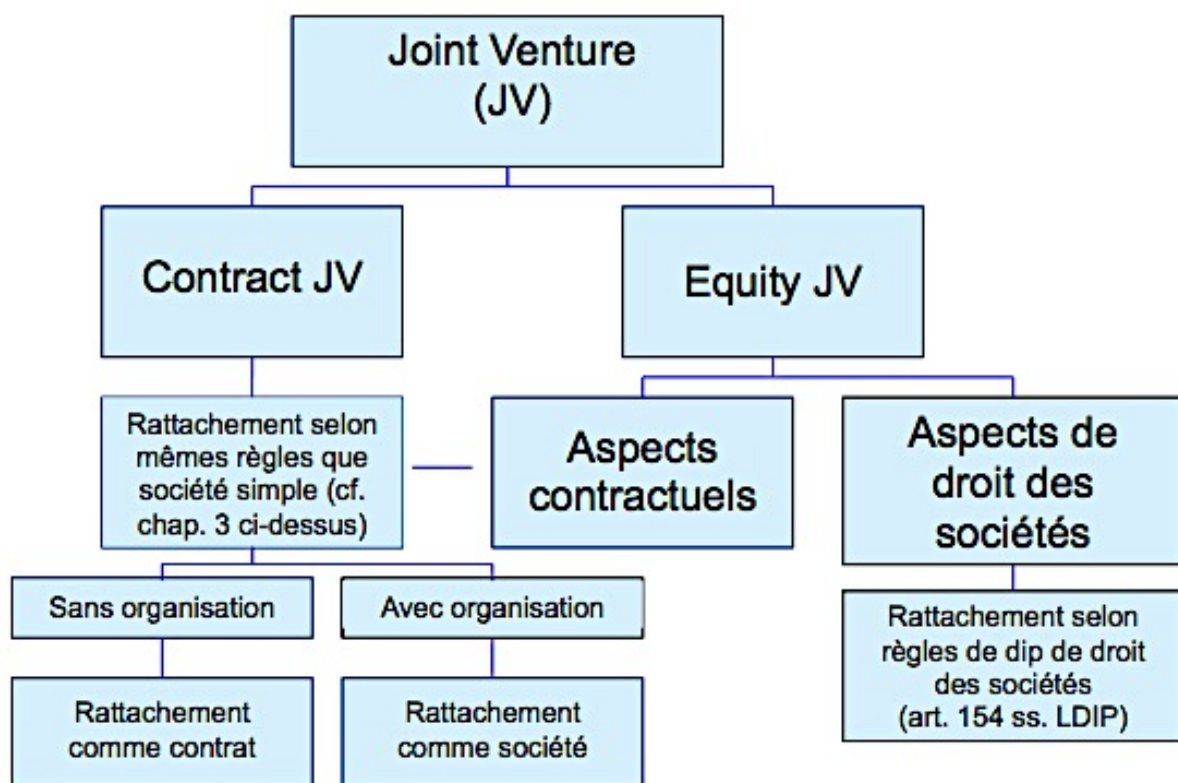 Joint Venture
(JV)
Contract JV
Equity JV
Rattachement selon
mêmes règles que
société simple (cf.
chap. 3 ci-dessus)
Aspects
contractuels
Aspects de
droit des
sociétés
Sans organisation
Avec organisation
Rattachement selon
règles de dip de droit
des sociétés
(art. 154 ss. LDIP)
Rattachement
comme contrat
Rattachement
comme société